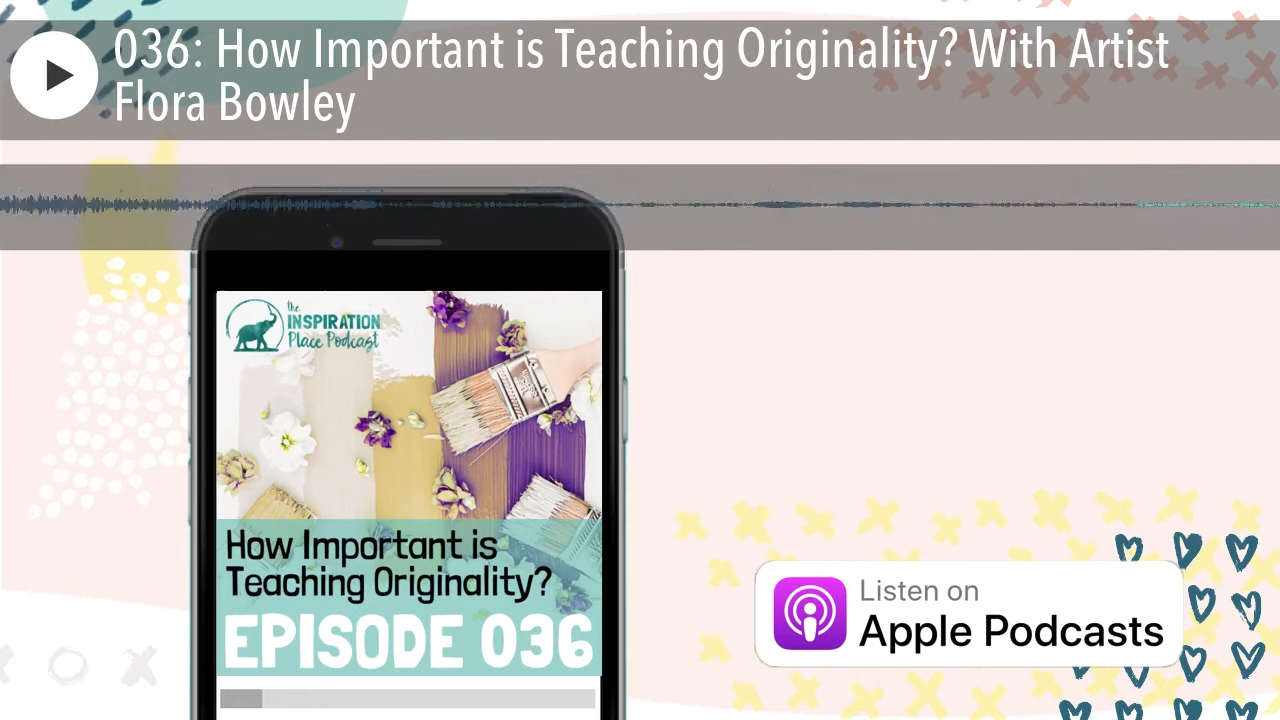 036: How Important is Teaching Originality? With Artist
Flora Bowley
the
INSPIRATION
Place Podcast
How Important is
Teaching Originality?
EPISODE 036
Listen on
Apple Podcasts